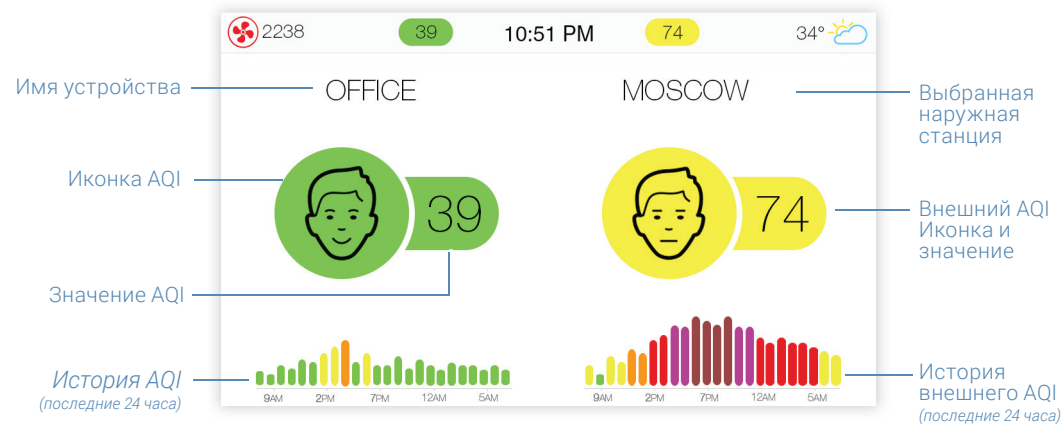 2238 39 10:51 PM 74 34°
Имя устройства
OFFICE
MOSCOW
Выбранная
наружная
станция
Иконка AQI
39
74
Внешний AQI
Иконка и
значение
Значение AQI
История AQI
(последние 24 часа)
9AM 2PM 7PM 12AM 5AM
9AM 2PM 7PM 12AM 5AM
История
внешнего AQI
(последние 24 часа)